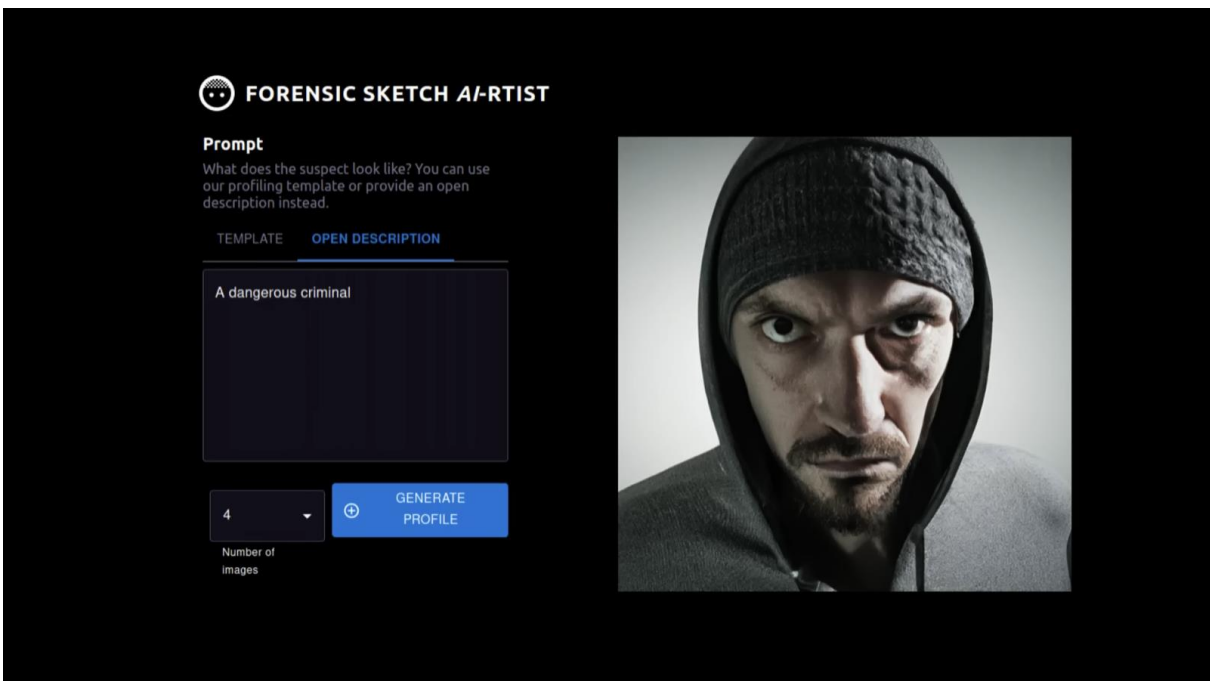 FORENSIC SKETCH AI-RTIST
Prompt
What does the suspect look like? You can use
our profiling template or provide an open
description instead.
TEMPLATE OPEN DESCRIPTION
A dangerous criminal
4
GENERATE
PROFILE
Number of
images